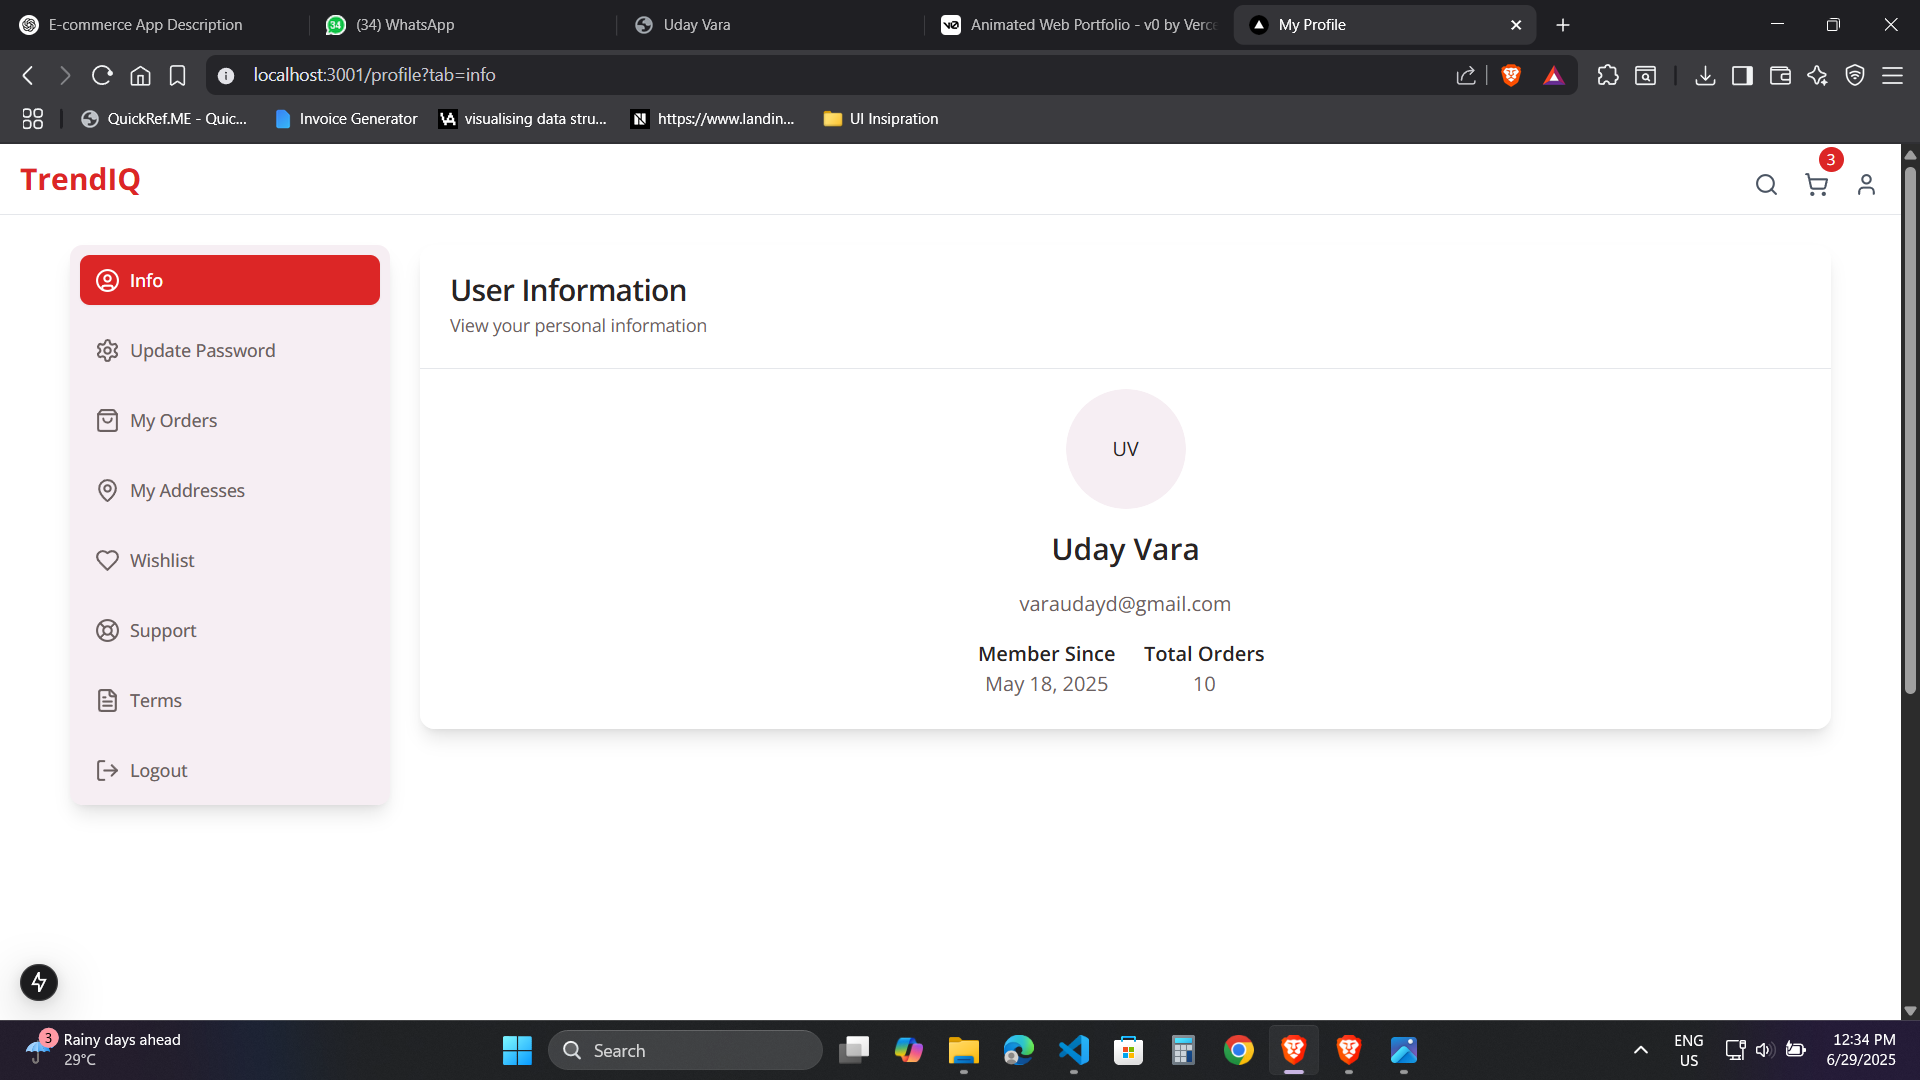 E-commerce App Description
34
(34) WhatsApp
Uday Vara
v0
Animated Web Portfolio - v0 by Verce
My Profile
localhost:3001/profile?tab=info
QuickRef.ME - Quic...
Invoice Generator
VA
visualising data stru...
N
https://www.landin...
UI Insipration
TrendIQ
3
Info
Update Password
My Orders
My Addresses
Wishlist
Support
Terms
Logout
User Information
View your personal information
UV
Uday Vara
varaudayd@gmail.com
Member Since
Total Orders
May 18, 2025
10
3
Rainy days ahead
29°C
Search
ENG
US
12:34 PM
6/29/2025